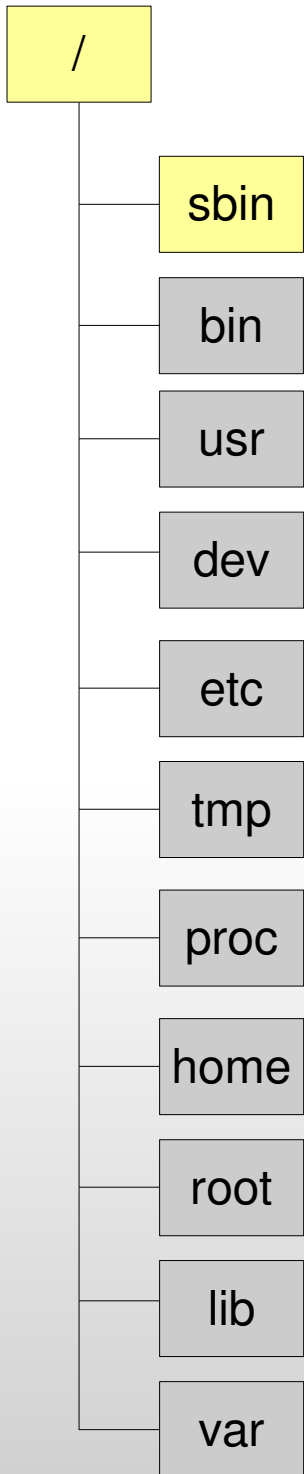 /
sbin
bin
usr
dev
etc
tmp
proc
home
root
lib
var